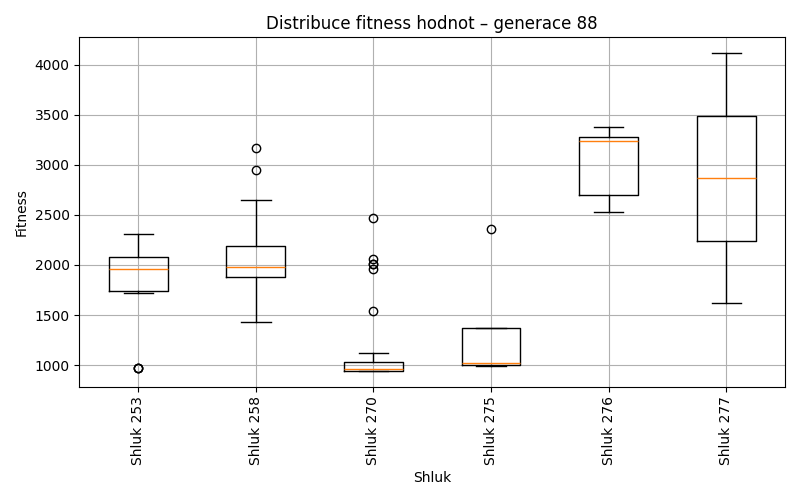 Distribuce fitness hodnot – generace 88
4000
3500
3000
2500
2000
1500
1000
Fitness
Shluk 253
Shluk 258
Shluk 270
Shluk 275
Shluk 276
Shluk 277
Shluk